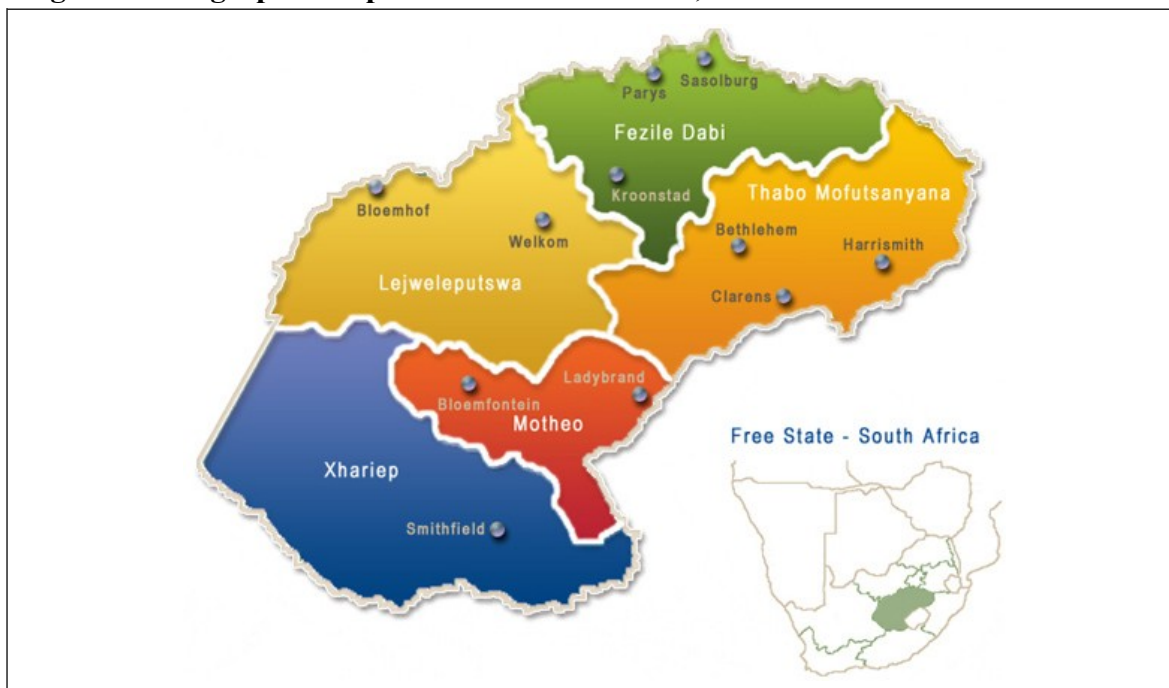 Parys
Sasolburg
Fezile Dabi
Kroonstad
Thabo Mofutsanyana
Bloemhof
Welkom
Bethlehem
Harrismith
Lejweleputswa
Clarens
Ladybrand
Bloemfontein
Motheo
Free State - South Africa
Xhariep
Smithfield